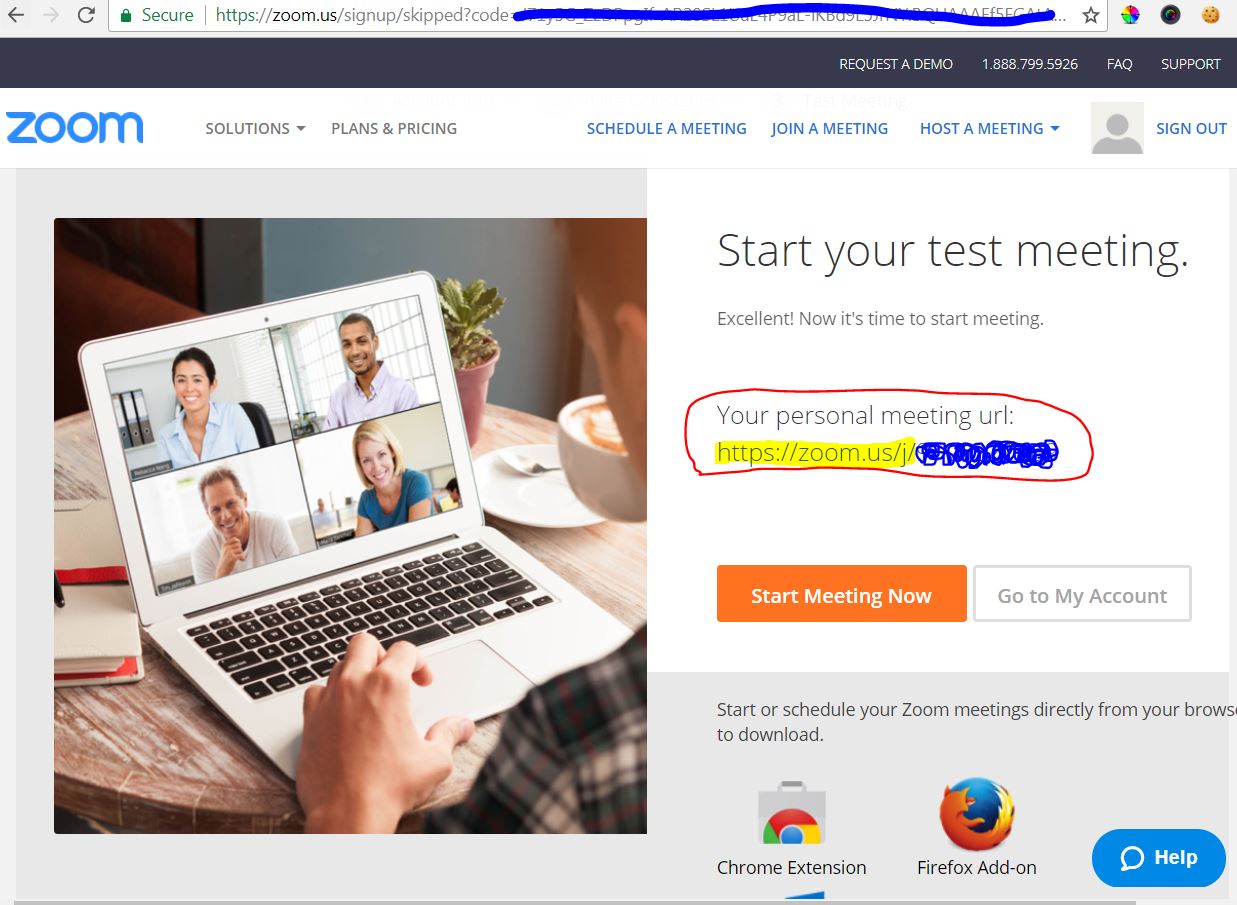 Secure
https://zoom.us/signup/skipped?code=
REQUEST A DEMO 1.888.799.5926 FAQ SUPPORT
Test Meeting
zoom SOLUTIONS PLANS & PRICING SCHEDULE A MEETING JOIN A MEETING HOST A MEETING SIGN OUT
Start your test meeting.
Excellent! Now it's time to start meeting.
Your personal meeting url:
https://zoom.us/j/
Start Meeting Now Go to My Account
Start or schedule your Zoom meetings directly from your browse
to download.
Chrome Extension Firefox Add-on
Help